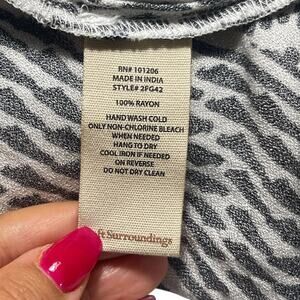 RN# 101206
MADE IN INDIA
STYLE# 2FG42
100% RAYON
HAND WASH COLD
ONLY NON-CHLORINE BLEACH
WHEN NEEDED
HANG TO DRY
COOL IRON IF NEEDED
ON REVERSE
DO NOT DRY CLEAN
ft Surroundings